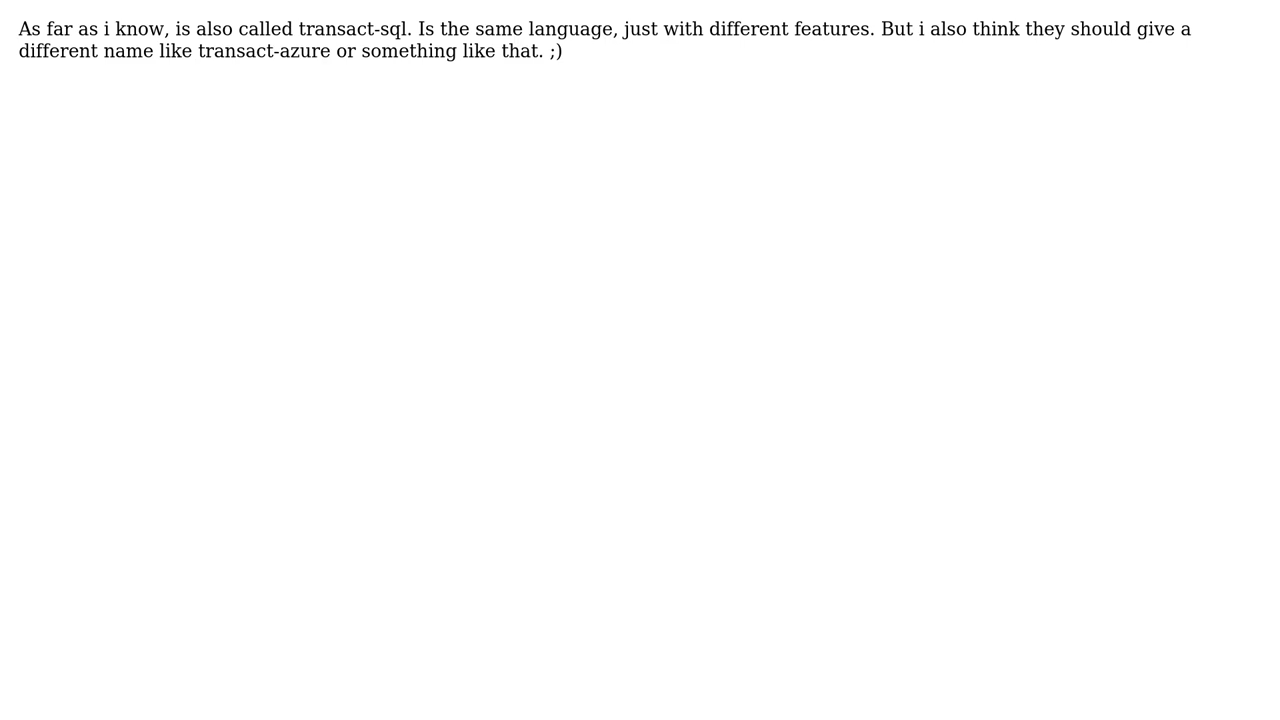 As far as i know, is also called transact-sql. Is the same language, just with different features. But i also think they should give a
different name like transact-azure or something like that. ;)